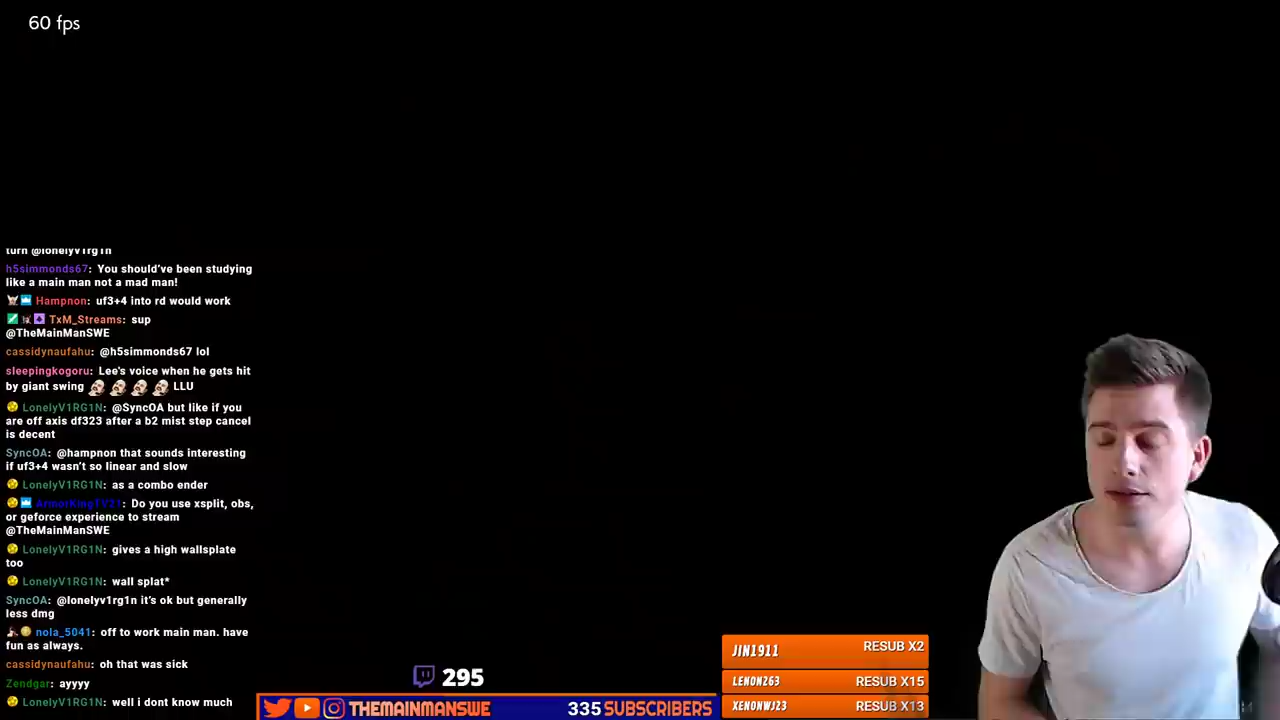 60 fps
turn @lonelyv1rg1n
h5simmonds67: You should've been studying
like a main man not a mad man!
Hampnon: uf3+4 into rd would work
TxM_Streams: sup
@TheMainManSWE
cassidynaufahu: @h5simmonds67 lol
sleepingkogoru: Lee's voice when he gets hit
by giant swing LLU
LonelyV1RG1N: @SyncOA but like if you
are off axis df323 after a b2 mist step cancel
is decent
SyncOA: @hampnon that sounds interesting
if uf3+4 wasn't so linear and slow
LonelyV1RG1N: as a combo ender
ArmorKingTV21: Do you use xsplit, obs,
or geforce experience to stream
@TheMainManSWE
LonelyV1RG1N: gives a high wallsplate
too
LonelyV1RG1N: wall splat*
SyncOA: @lonelyv1rg1n it's ok but generally
less dmg
nola_5041: off to work main man. have
fun as always.
cassidynaufahu: oh that was sick
Zendgar: ayyyy
LonelyV1RG1N: well i dont know much
295
THEMAINMANSWE 335 SUBSCRIBERS
JIN1911 RESUB X2
LENON263 RESUB X15
XENONWJ23 RESUB X13